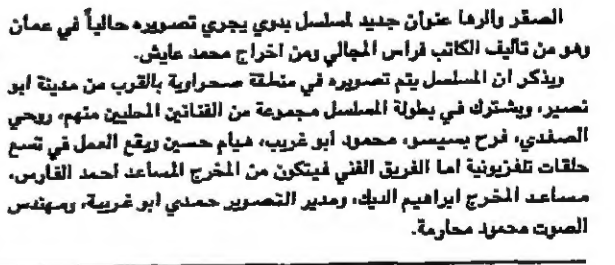 الصقر والرها عنوان جديد لمسلسل بدوي يجري تصويره حالياً في عمان
وهو من تأليف الكاتب فراس المجالي ومن اخراج محمد عايش.
ويذكر ان المسلسل يتم تصويره في منطقة صحراوية بالقرب من مدينة ابو
نصير، ويشترك في بطولة المسلسل مجموعة من الفنانين المحليين منهم، روحي
الصفدي، فرح بسيسو، محمود ابو غريب، هيام حسين ويقع العمل في تسع
حلقات تلفزيونية اما الفريق الفني فيتكون من المخرج المساعد احمد الفارس،
مساعد المخرج ابراهيم الديك، ومدير التصوير حمدي ابو غربية، ومهندس
الصوت محمود محارمة.